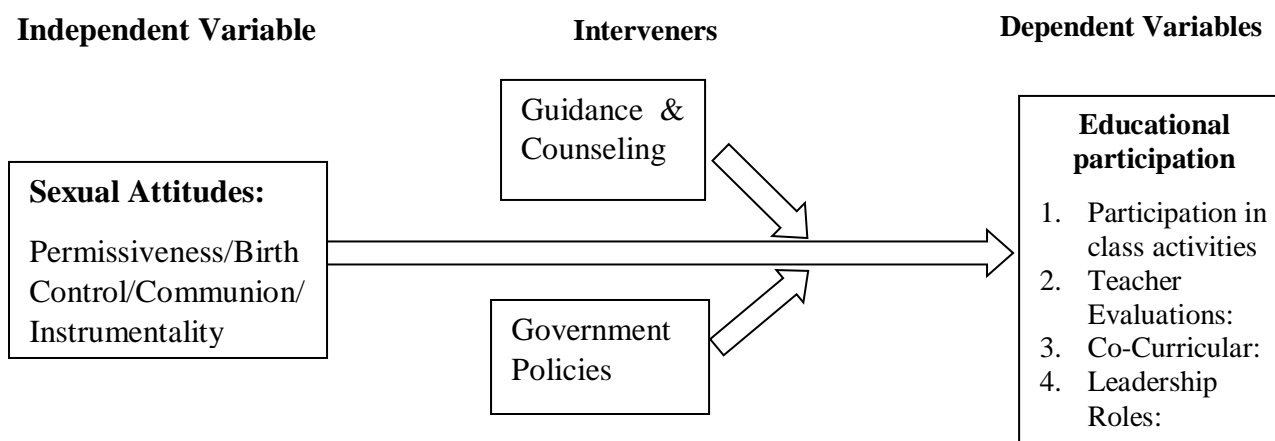 Independent Variable
Interveners
Dependent Variables
Guidance &
Counseling
Sexual Attitudes:
Permissiveness/Birth
Control/Communion/
Instrumentality
Government
Policies
Educational
participation
1. Participation in
class activities
2. Teacher
Evaluations:
3. Co-Curricular:
4. Leadership
Roles: